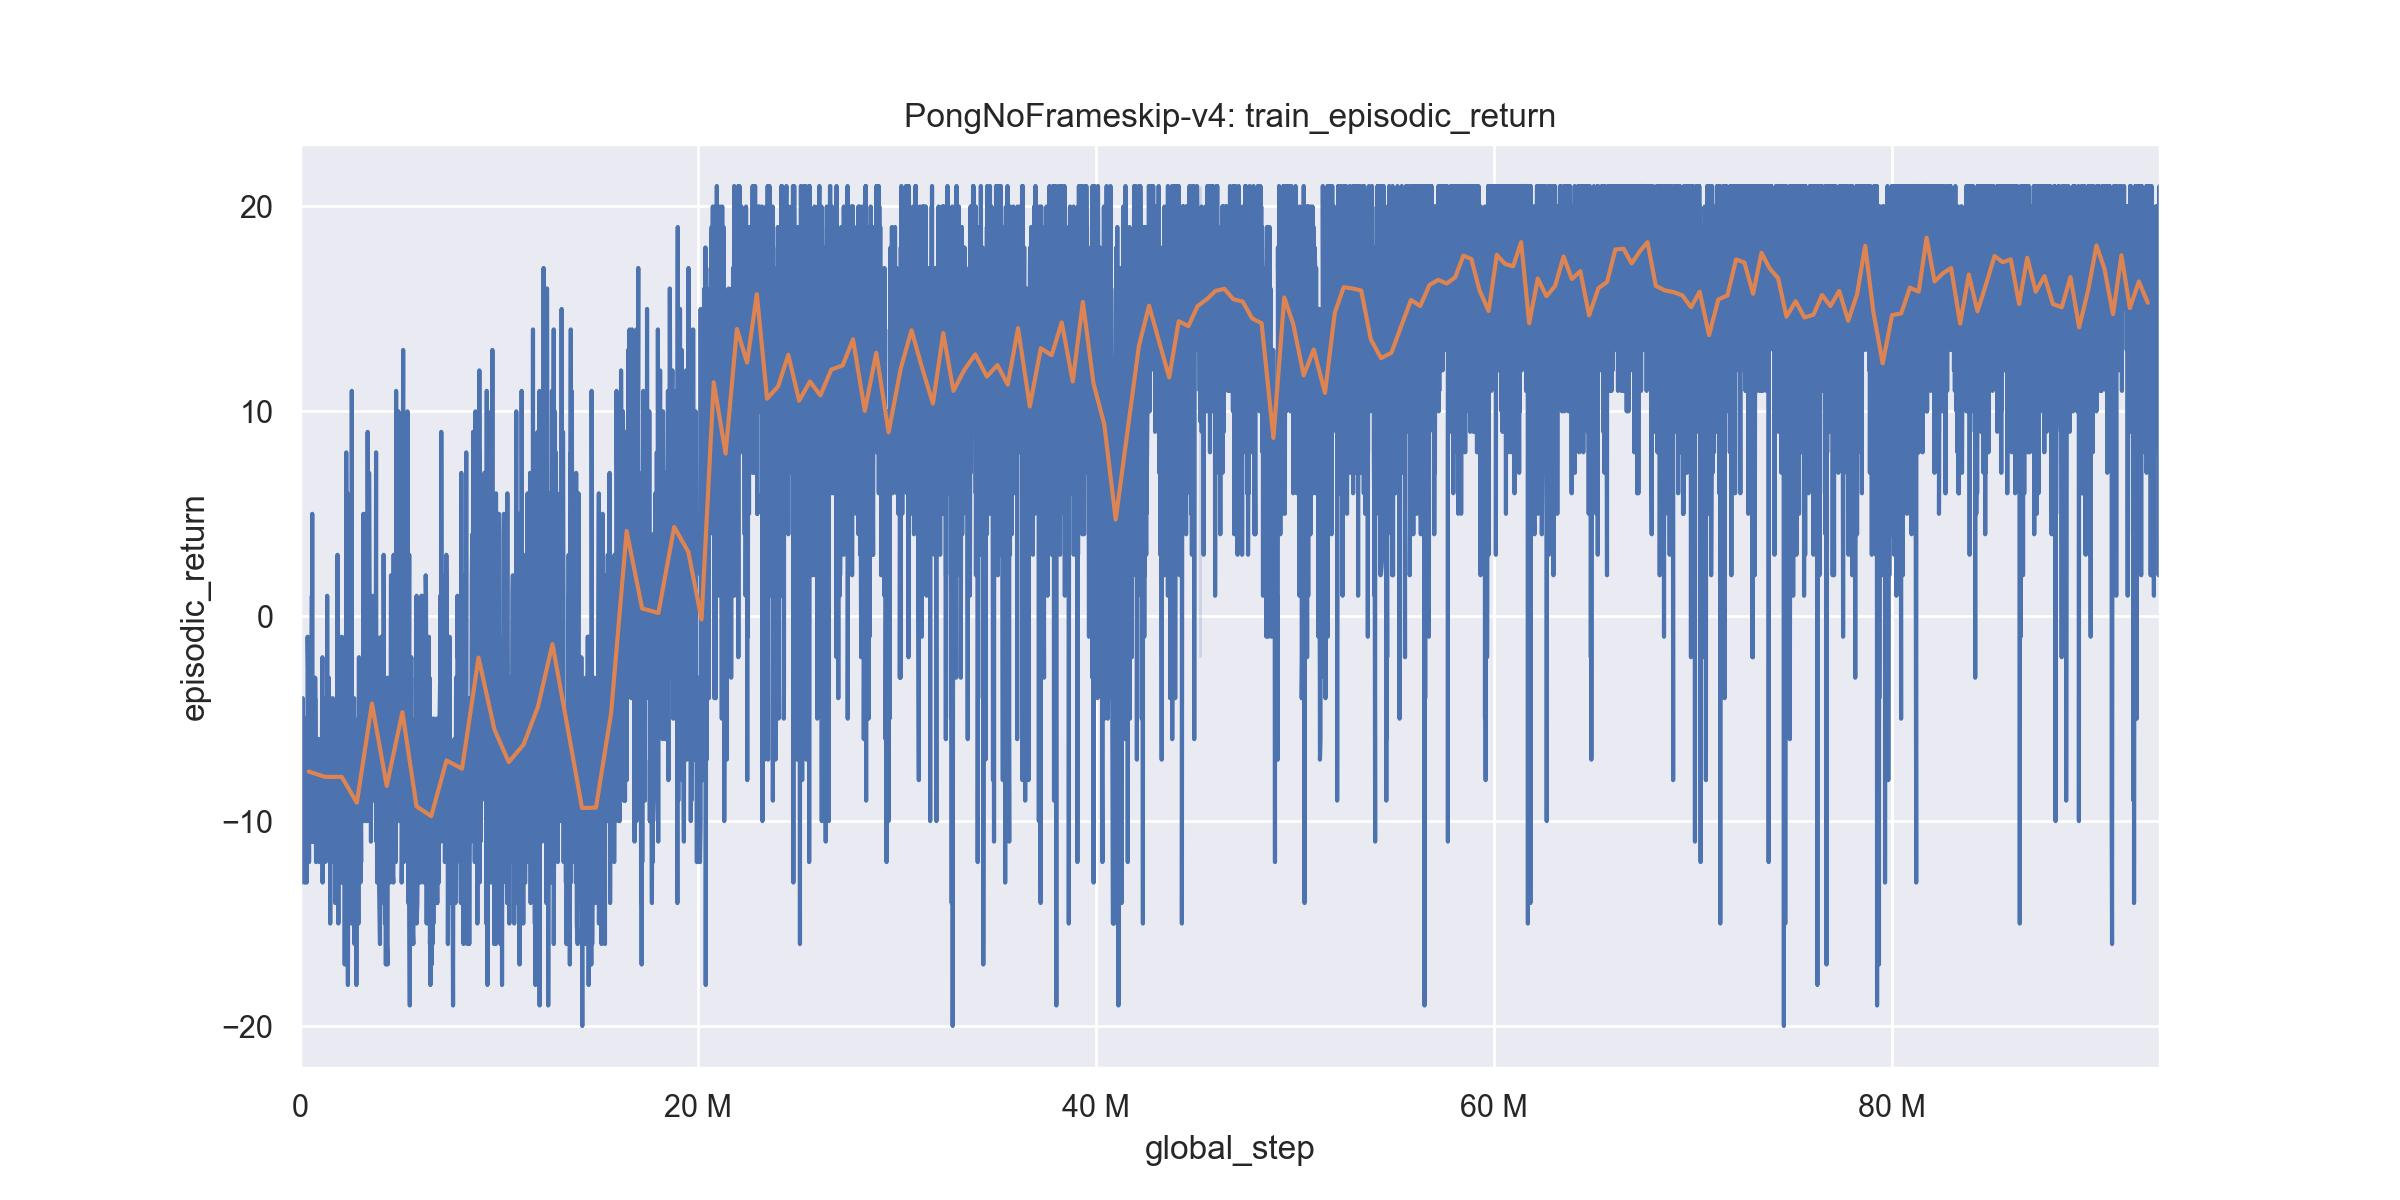 PongNoFrameskip-v4: train_episodic_return
episodic_return
20
10
0
−10
−20
0
20 M
40 M
60 M
80 M
global_step